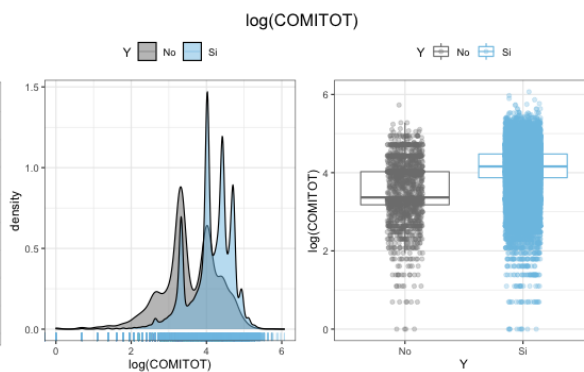 log(COMITOT)
Y No Si
1.5
1.0
0.5
0.0
density
0 2 4 6
log(COMITOT)
Y No Si
6
4
2
0
log(COMITOT)
No Si
Y